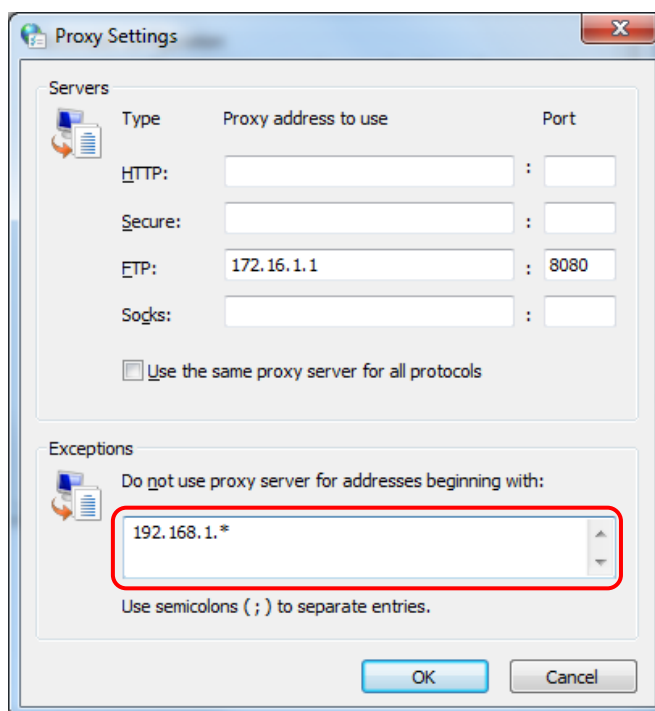 Proxy Settings
Servers
Type Proxy address to use Port
HTTP: :
Secure: :
FTP: 172.16.1.1 : 8080
Socks: :
Use the same proxy server for all protocols
Exceptions
Do not use proxy server for addresses beginning with:
192.168.1.*
Use semicolons ( ; ) to separate entries.
OK Cancel